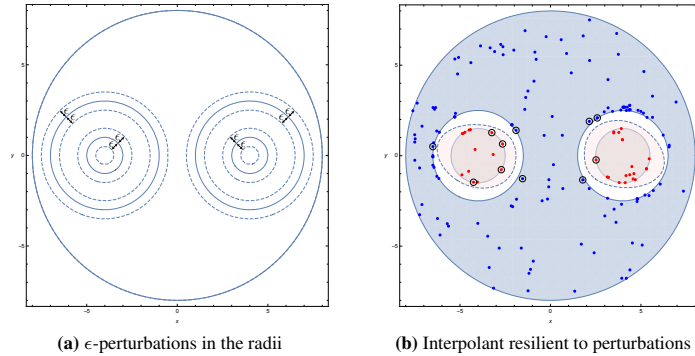 5
0
-5
y
-5
0
5
x
ϵ
ϵ
ϵ
ϵ
ϵ
ϵ
ϵ
ϵ
5
0
-5
y
-5
0
5
x
(a) ϵ-perturbations in the radii
(b) Interpolant resilient to perturbations